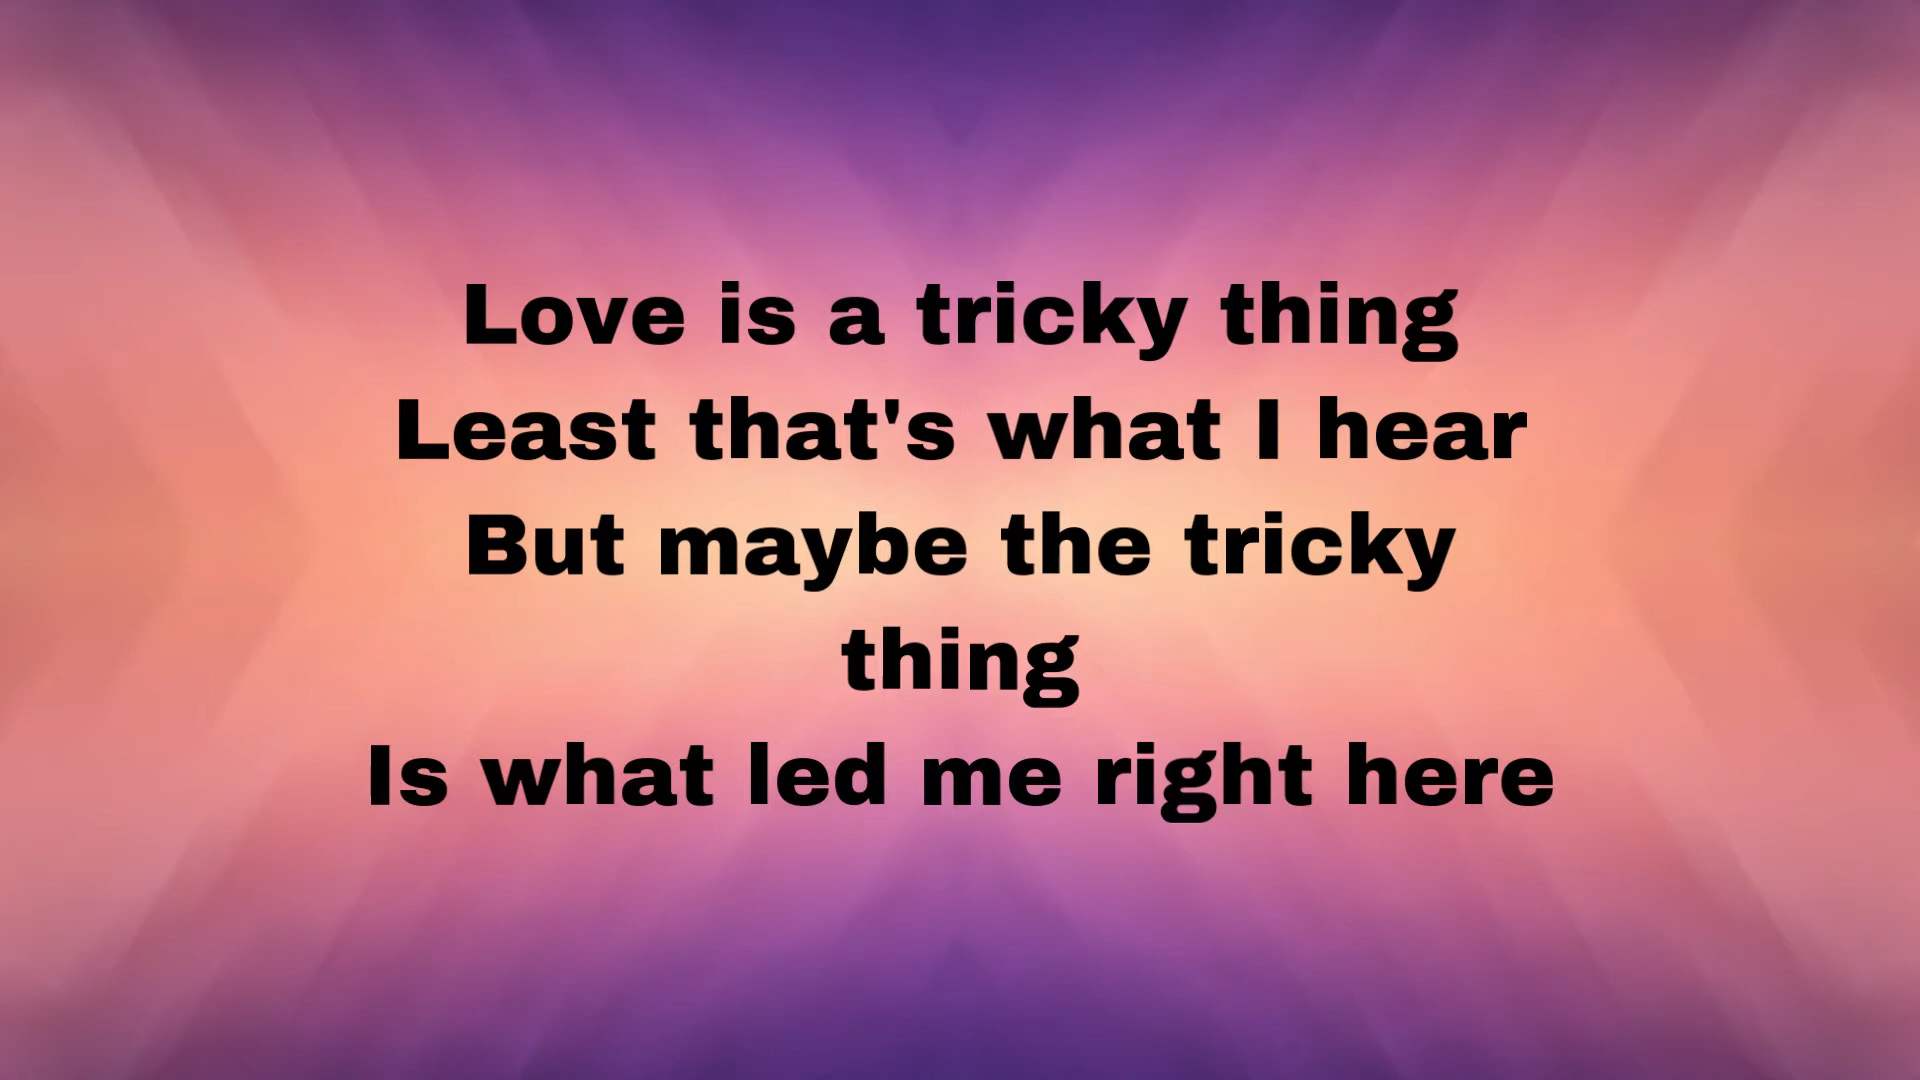 Love is a tricky thing
Least that's what I hear
But maybe the tricky
thing
Is what led me right here